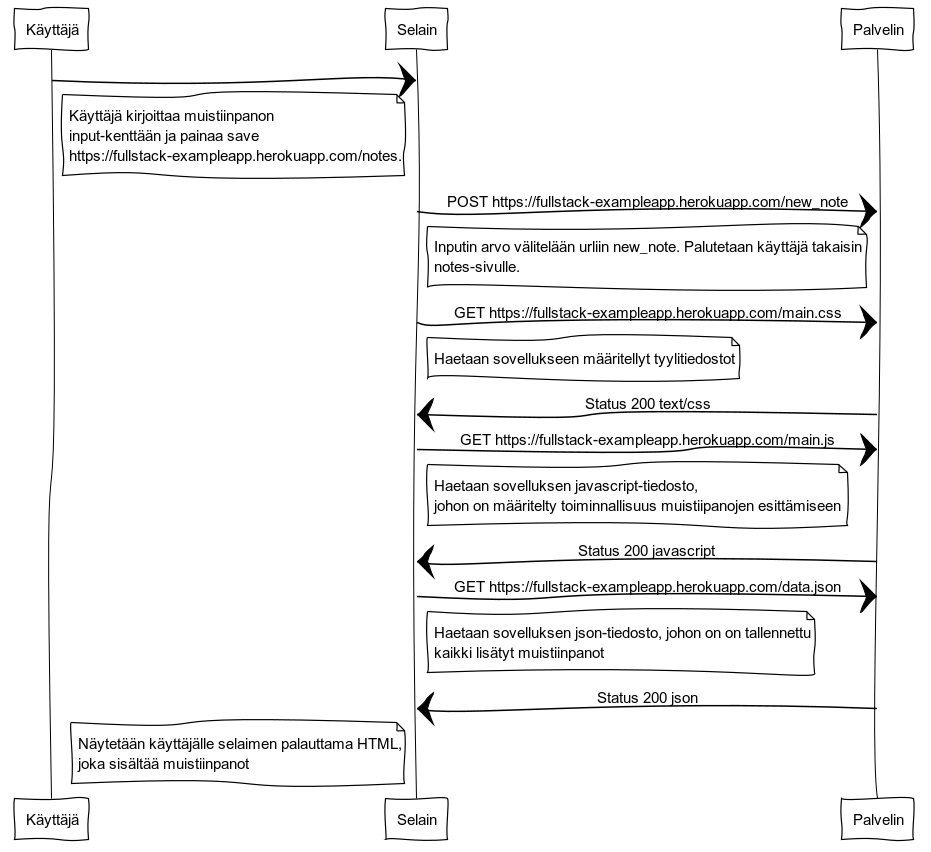 Käyttäjä
Selain
Palvelin
Käyttäjä kirjoittaa muistiinpanon
input-kenttään ja painaa save
https://fullstack-exampleapp.herokuapp.com/notes.
POST https://fullstack-exampleapp.herokuapp.com/new_note
Inputin arvo välitelään urliin new_note. Palutetaan käyttäjä takaisin
notes-sivulle.
GET https://fullstack-exampleapp.herokuapp.com/main.css
Haetaan sovellukseen määritellyt tyylitiedostot
Status 200 text/css
GET https://fullstack-exampleapp.herokuapp.com/main.js
Haetaan sovelluksen javascript-tiedosto,
johon on määritelty toiminnallisuus muistiipanojen esittämiseen
Status 200 javascript
GET https://fullstack-exampleapp.herokuapp.com/data.json
Haetaan sovelluksen json-tiedosto, johon on on tallennettu
kaikki lisätyt muistiinpanot
Status 200 json
Näytetään käyttäjälle selaimen palauttama HTML,
joka sisältää muistiinpanot
Käyttäjä
Selain
Palvelin